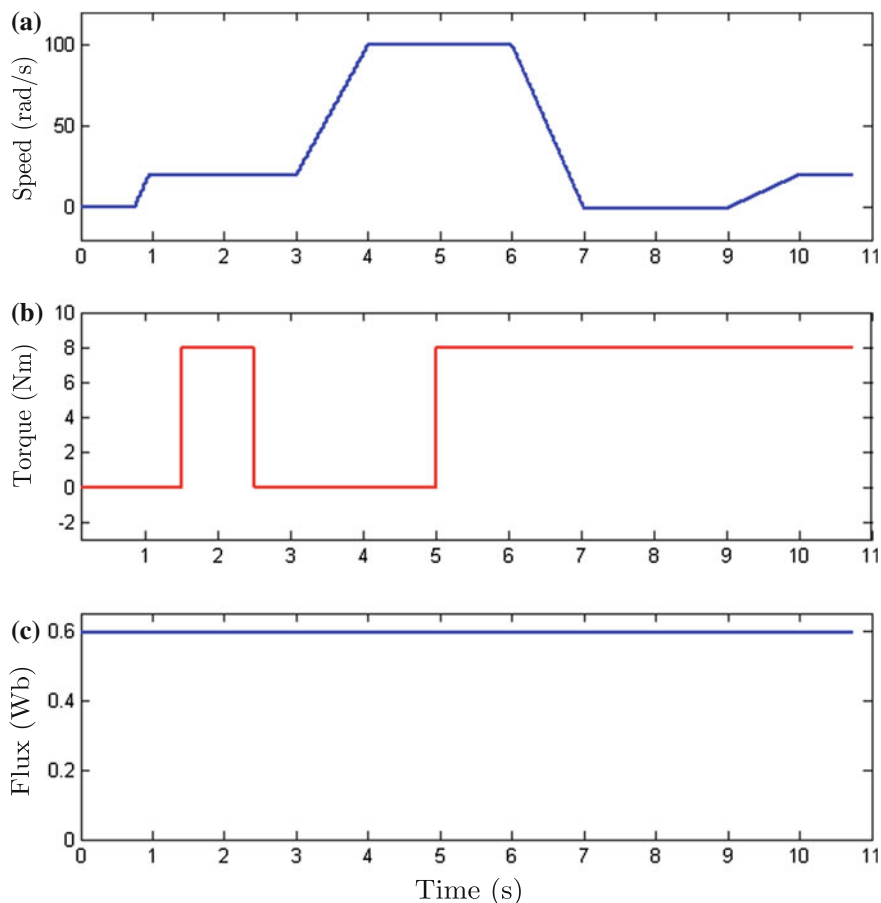 (a)
Speed (rad/s)
100
50
0
0 1 2 3 4 5 6 7 8 9 10 11
(b)
Torque (Nm)
10
8
6
4
2
0
-2
1 2 3 4 5 6 7 8 9 10 11
(c)
Flux (Wb)
0.6
0.4
0.2
0
0 1 2 3 4 5 6 7 8 9 10 11
Time (s)